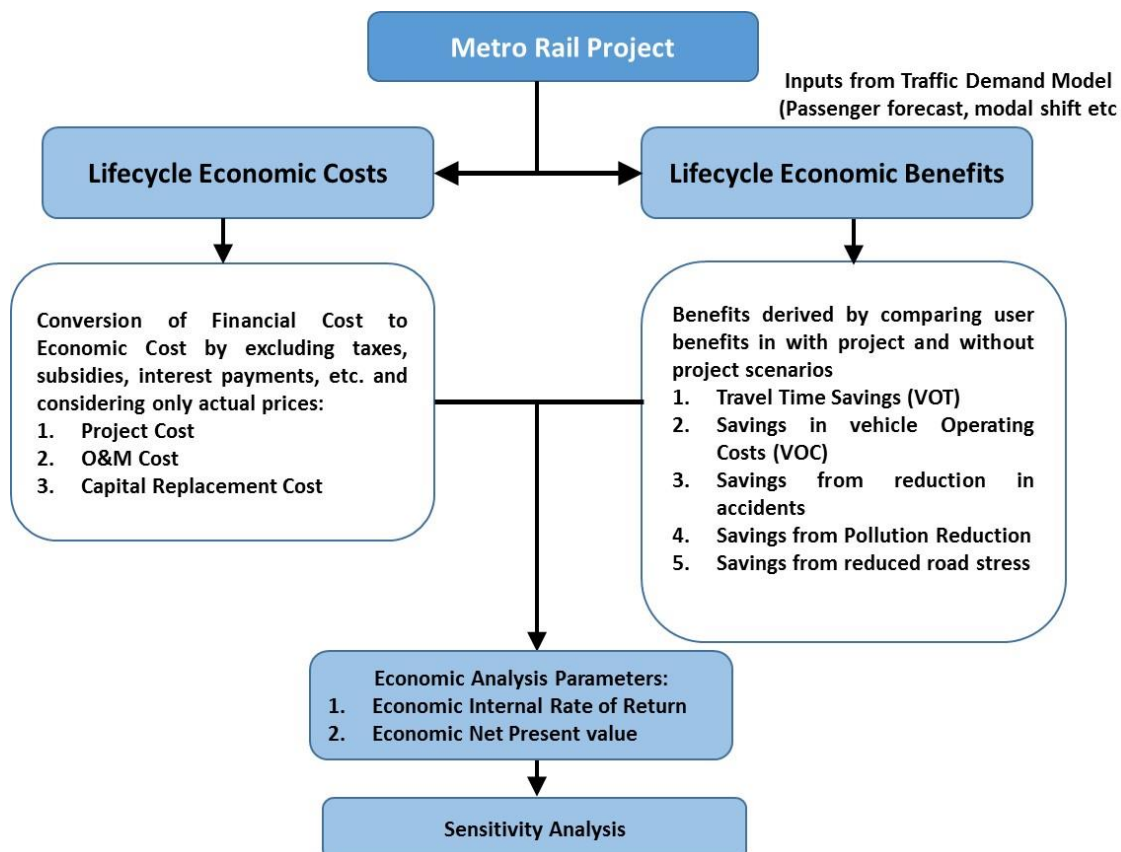 Metro Rail Project
Inputs from Traffic Demand Model
(Passenger forecast, modal shift etc
Lifecycle Economic Costs
Lifecycle Economic Benefits
Conversion of Financial Cost to
Economic Cost by excluding taxes,
subsidies, interest payments, etc. and
considering only actual prices:
1. Project Cost
2. O&M Cost
3. Capital Replacement Cost
Benefits derived by comparing user
benefits in with project and without
project scenarios
1. Travel Time Savings (VOT)
2. Savings in vehicle Operating
Costs (VOC)
3. Savings from reduction in
accidents
4. Savings from Pollution Reduction
5. Savings from reduced road stress
Economic Analysis Parameters:
1. Economic Internal Rate of Return
2. Economic Net Present value
Sensitivity Analysis